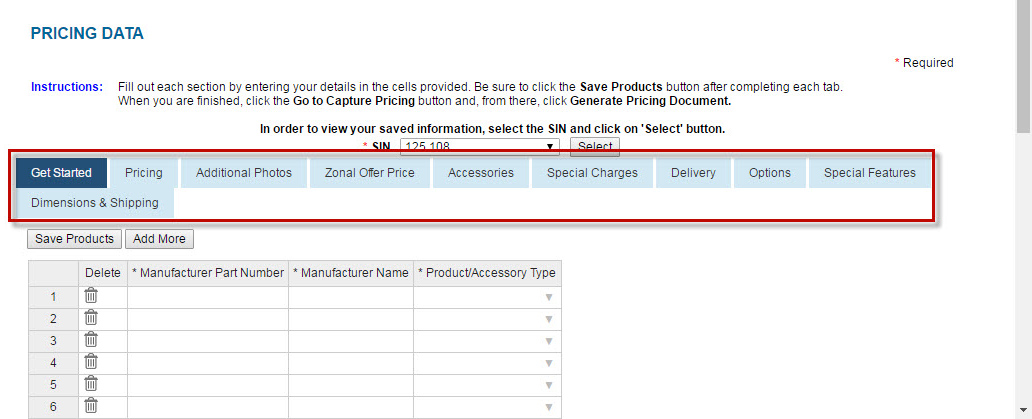 PRICING DATA
* Required
Instructions: Fill out each section by entering your details in the cells provided. Be sure to click the Save Products button after completing each tab.
When you are finished, click the Go to Capture Pricing button and, from there, click Generate Pricing Document.
In order to view your saved information, select the SIN and click on 'Select' button.
* SIN 125 108 Select
Get Started Pricing Additional Photos Zonal Offer Price Accessories Special Charges Delivery Options Special Features
Dimensions & Shipping
Save Products Add More
Delete * Manufacturer Part Number * Manufacturer Name * Product/Accessory Type
1
2
3
4
5
6